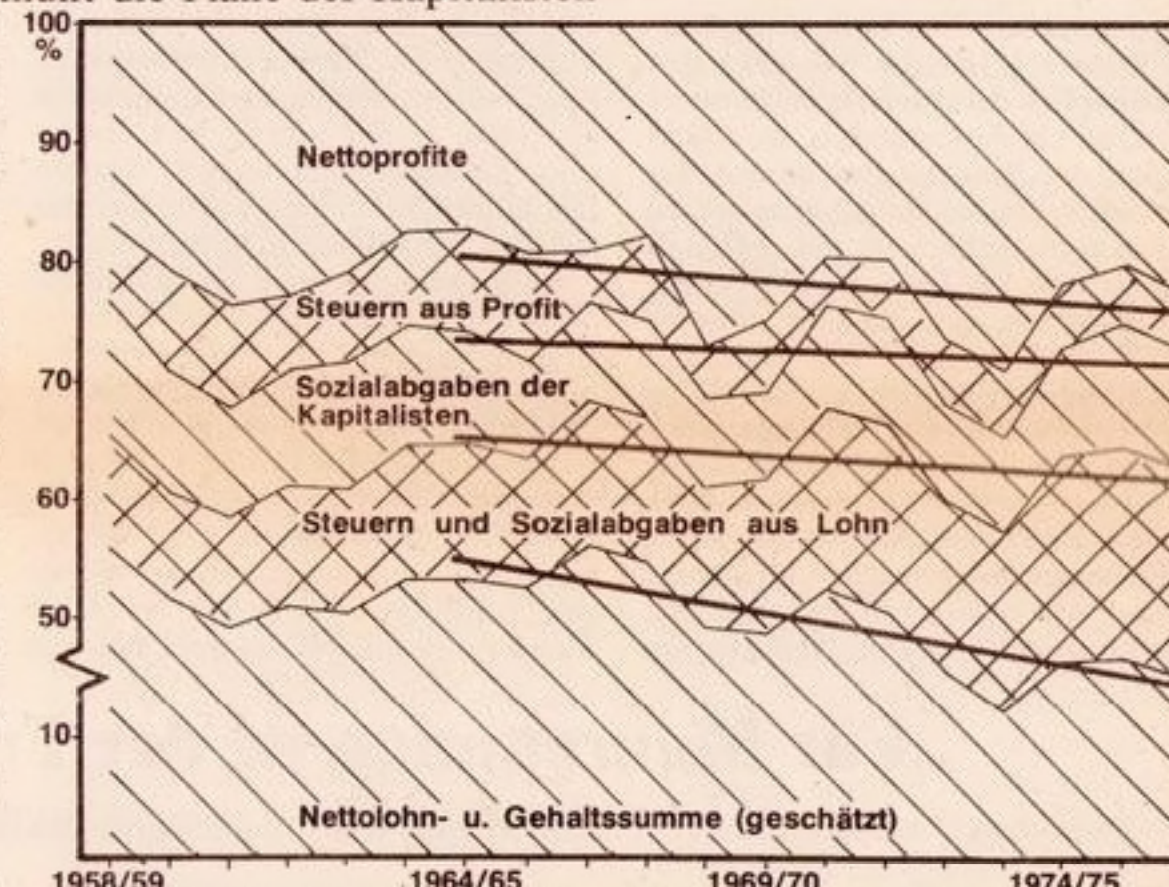 100
%
90
Nettoprofite
80
Steuern aus Profit
70
Sozialabgaben der
Kapitalisten
60
Steuern und Sozialabgaben aus Lohn
50
10
Nettolohn- u. Gehaltssumme (geschätzt)
1958/59 1964/65 1969/70 1974/75